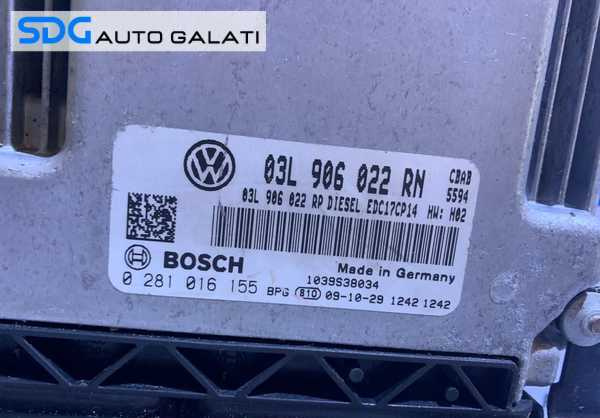 SDG AUTO GALATI
03L 906 022 RN CBAB
5594
03L 906 022 RP DIESEL EDC17CP14 HW: H02
BOSCH Made in Germany
1039S38034
0 281 016 155 BPG 810 09-10-29 1242 1242